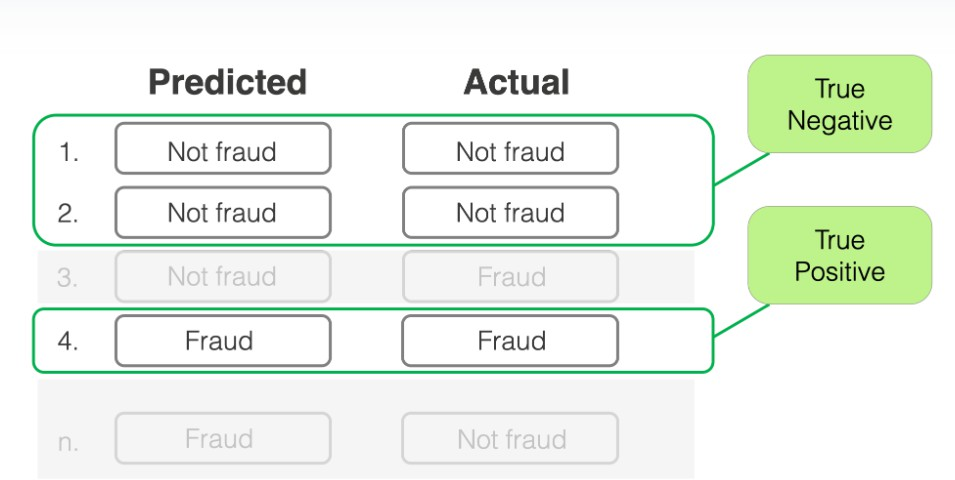 Predicted Actual
True
Negative
1. Not fraud Not fraud
2. Not fraud Not fraud
True
Positive
3. Not fraud Fraud
4. Fraud Fraud
n. Fraud Not fraud